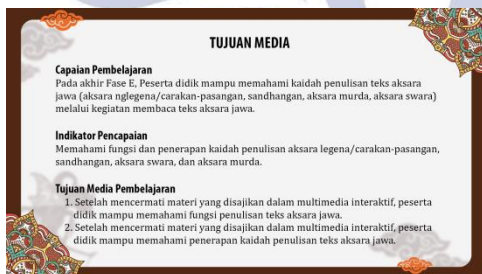 TUJUAN MEDIA
Capaian Pembelajaran
Pada akhir Fase E, Peserta didik mampu memahami kaidah penulisan teks aksara
jawa (aksara nglegena/carakan-pasangan, sandhangan, aksara murda, aksara swara)
melalui kegiatan membaca teks aksara jawa.
Indikator Pencapaian
Memahami fungsi dan penerapan kaidah penulisan aksara legena/carakan-pasangan,
sandhangan, aksara swara, dan aksara murda.
Tujuan Media Pembelajaran
1. Setelah mencermati materi yang disajikan dalam multimedia interaktif, peserta
didik mampu memahami fungsi penulisan teks aksara jawa.
2. Setelah mencermati materi yang disajikan dalam multimedia interaktif, peserta
didik mampu memahami penerapan kaidah penulisan teks aksara jawa.